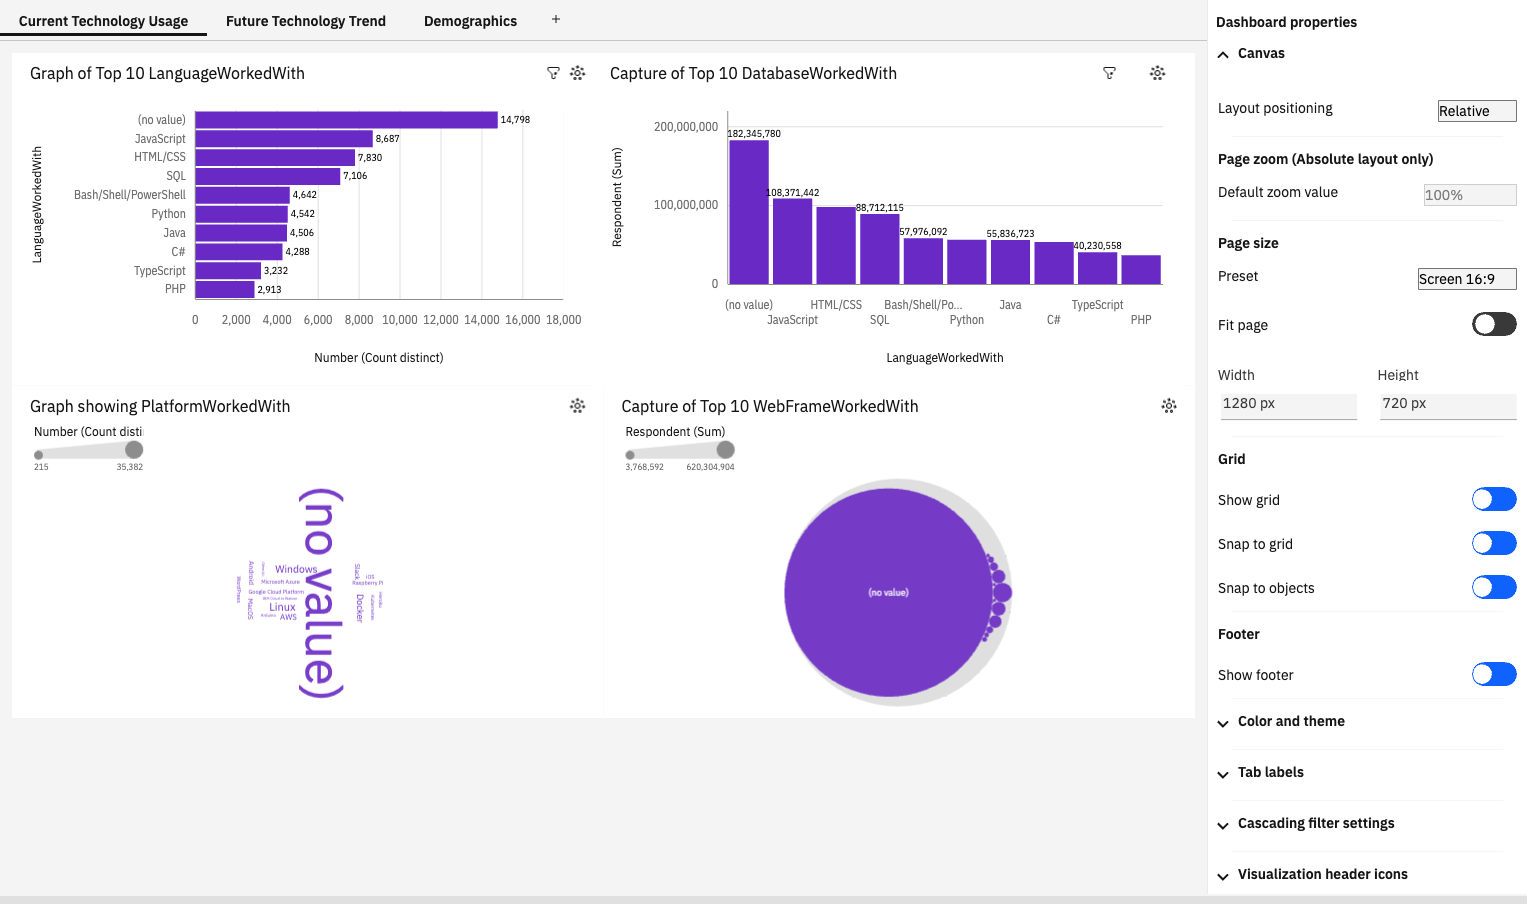 Current Technology Usage
Future Technology Trend
Demographics
+
Graph of Top 10 LanguageWorkedWith
LanguageWorkedWith
(no value)
14,798
JavaScript
8,687
HTML/CSS
7,830
SQL
7,106
Bash/Shell/PowerShell
4,642
Python
4,542
Java
4,506
C#
4,288
TypeScript
3,232
PHP
2,913
0 2,000 4,000 6,000 8,000 10,000 12,000 14,000 16,000 18,000
Number (Count distinct)
Capture of Top 10 DatabaseWorkedWith
Respondent (Sum)
200,000,000
100,000,000
0
182,345,780
108,371,442
88,712,115
57,976,092
55,836,723
40,230,558
(no value) HTML/CSS Bash/Shell/Po... Java TypeScript
JavaScript SQL Python C# PHP
LanguageWorkedWith
Graph showing PlatformWorkedWith
Number (Count disti
215 35,382
(no value)
Windows
Android
Microsoft Azure
Google Cloud Platform
WordPress
MacOS
Linux
Arduino
AWS
Slack
iOS
Raspberry Pi
Docker
Kubernetes
Heroku
Capture of Top 10 WebFrameWorkedWith
Respondent (Sum)
3,768,592 620,304,904
(no value)
Dashboard properties
Canvas
Layout positioning
Relative
Page zoom (Absolute layout only)
Default zoom value
100%
Page size
Preset
Screen 16:9
Fit page
Width
Height
1280 px
720 px
Grid
Show grid
Snap to grid
Snap to objects
Footer
Show footer
Color and theme
Tab labels
Cascading filter settings
Visualization header icons